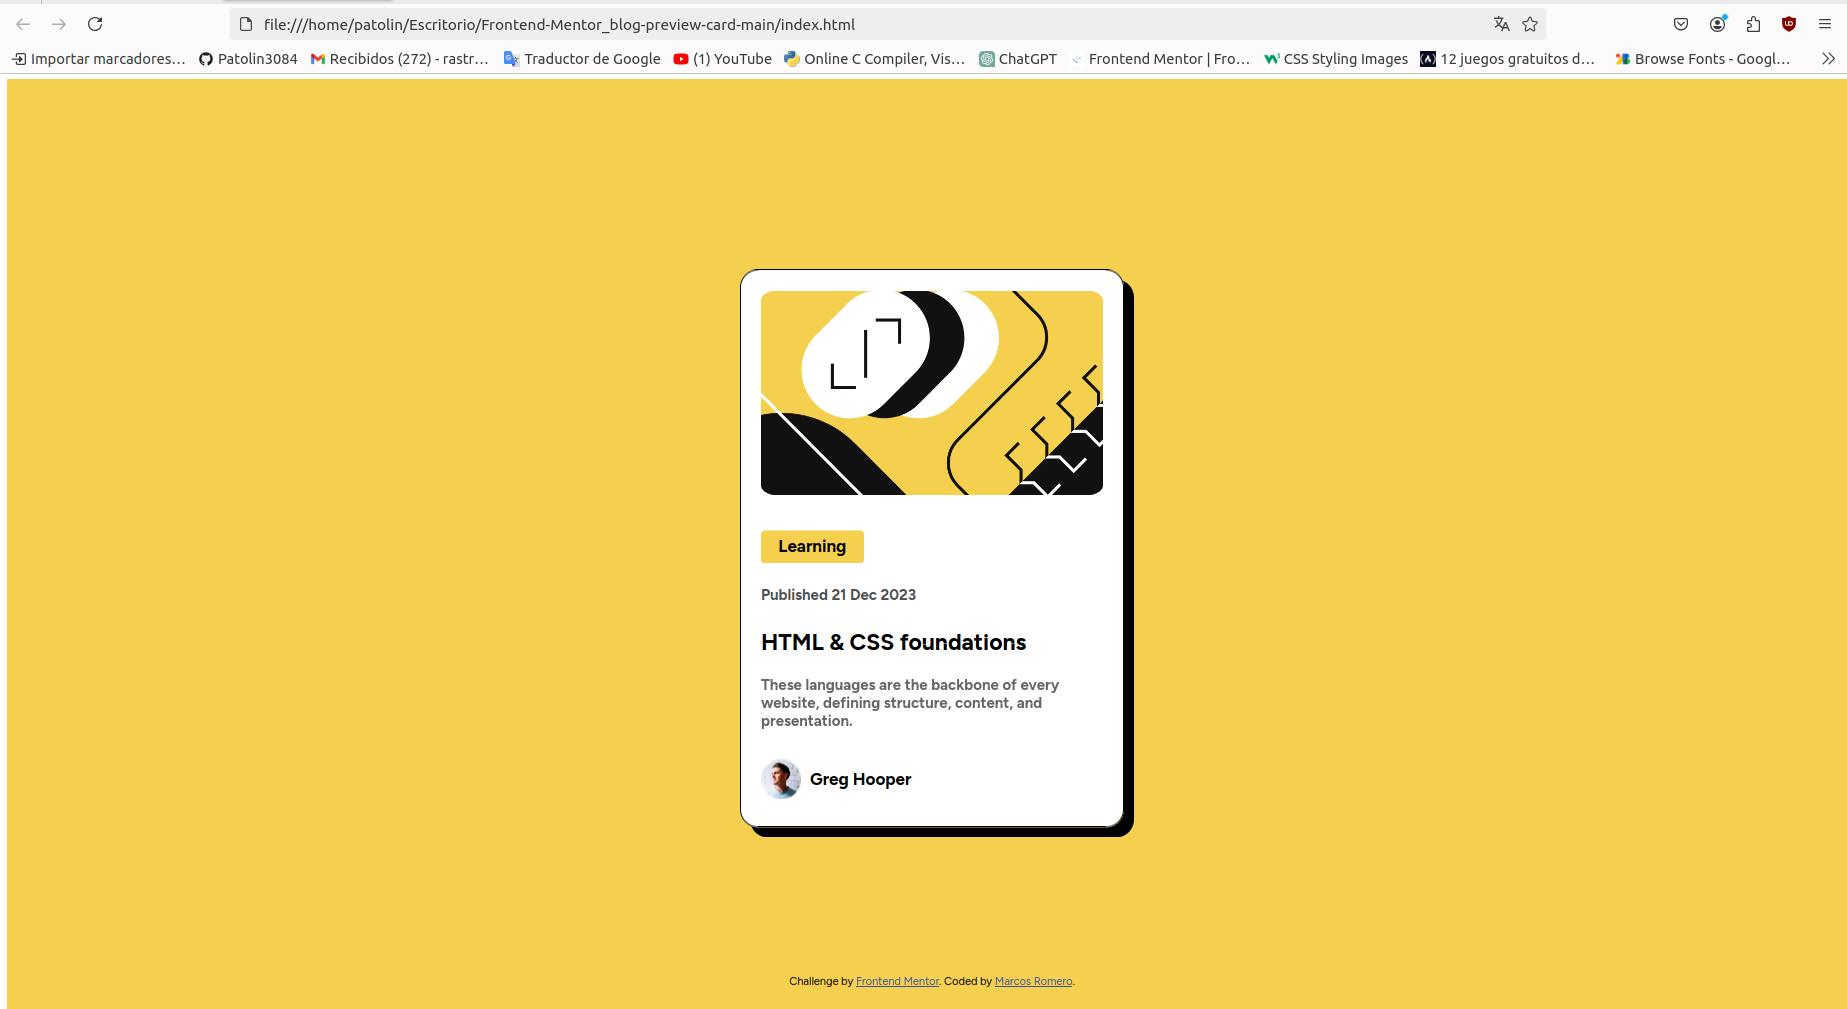 file:///home/patolin/Escritorio/Frontend-Mentor_blog-preview-card-main/index.html
Importar marcadores… Patolin3084 Recibidos (272) - rastr… Traductor de Google (1) YouTube Online C Compiler, Vis… ChatGPT Frontend Mentor | Fro… CSS Styling Images 12 juegos gratuitos d… Browse Fonts - Googl…
Learning
Published 21 Dec 2023
HTML & CSS foundations
These languages are the backbone of every
website, defining structure, content, and
presentation.
Greg Hooper
Challenge by Frontend Mentor. Coded by Marcos Romero.